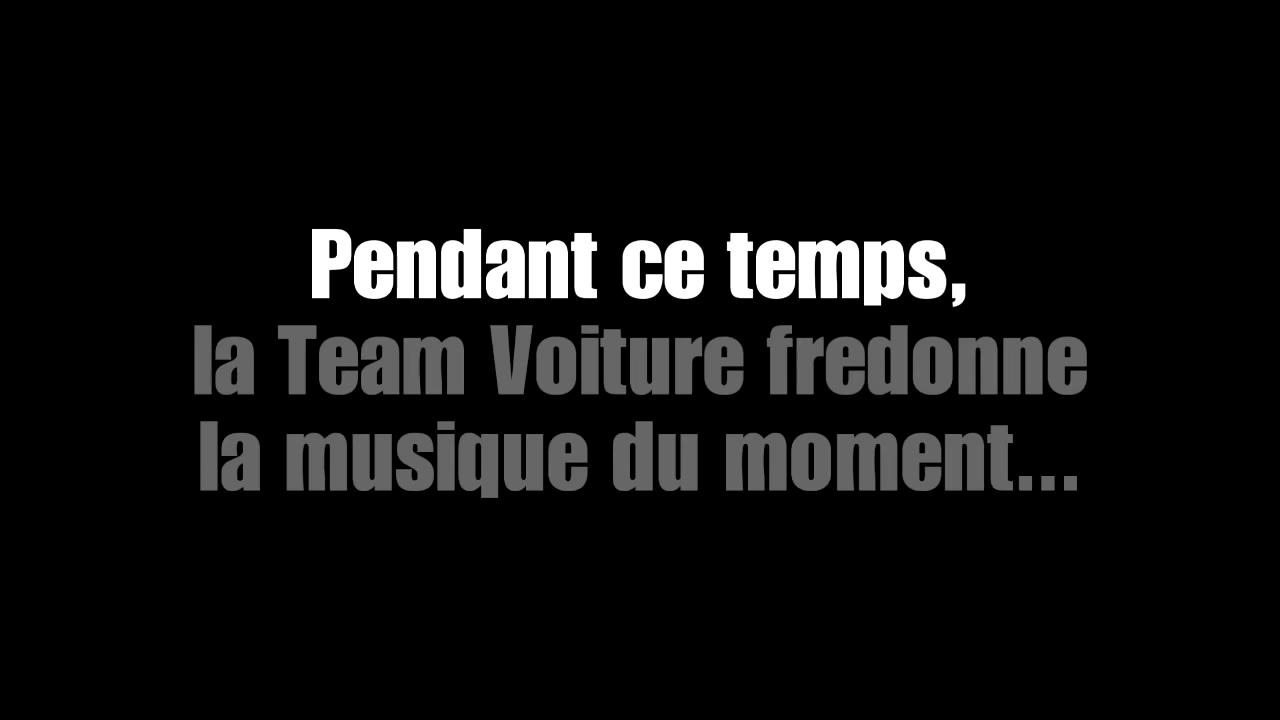 Pendant ce temps,
la Team Voiture fredonne
la musique du moment...